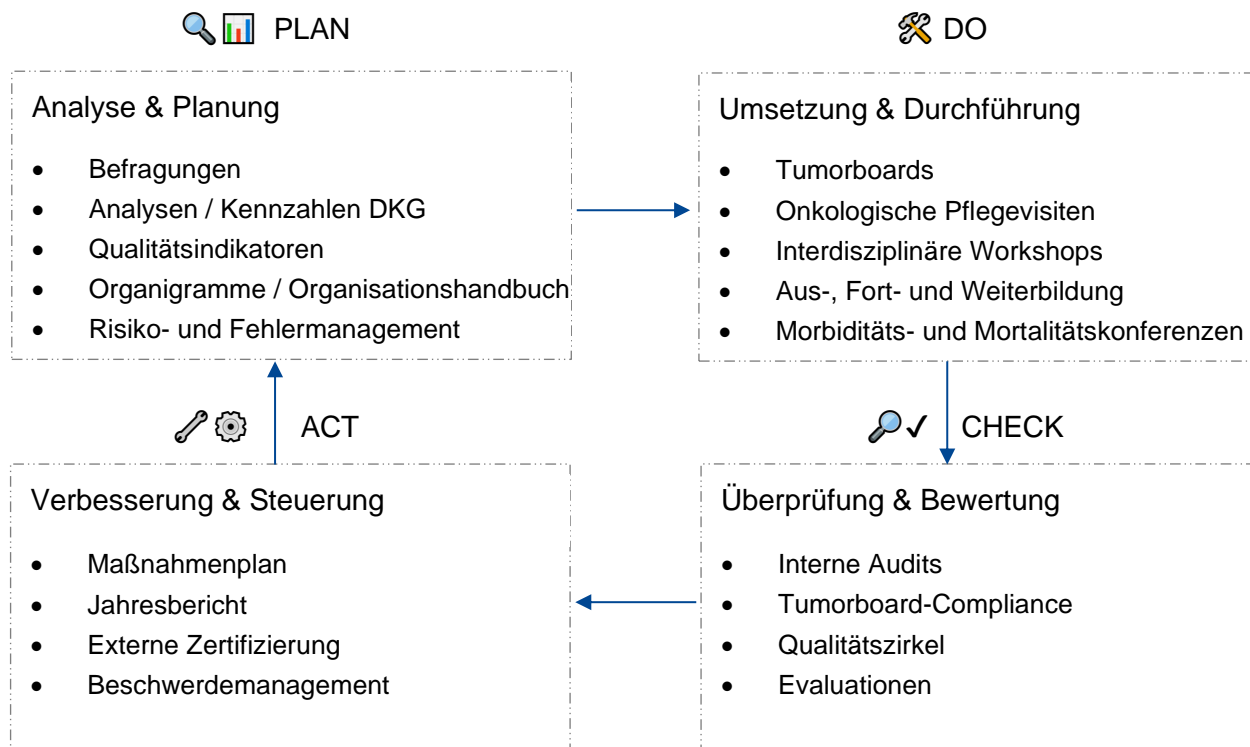 PLAN
Analyse & Planung
• Befragungen
• Analysen / Kennzahlen DKG
• Qualitätsindikatoren
• Organigramme / Organisationshandbuch
• Risiko- und Fehlermanagement
DO
Umsetzung & Durchführung
• Tumorboards
• Onkologische Pflegevisiten
• Interdisziplinäre Workshops
• Aus-, Fort- und Weiterbildung
• Morbiditäts- und Mortalitätskonferenzen
ACT
Verbesserung & Steuerung
• Maßnahmenplan
• Jahresbericht
• Externe Zertifizierung
• Beschwerdemanagement
CHECK
Überprüfung & Bewertung
• Interne Audits
• Tumorboard-Compliance
• Qualitätszirkel
• Evaluationen